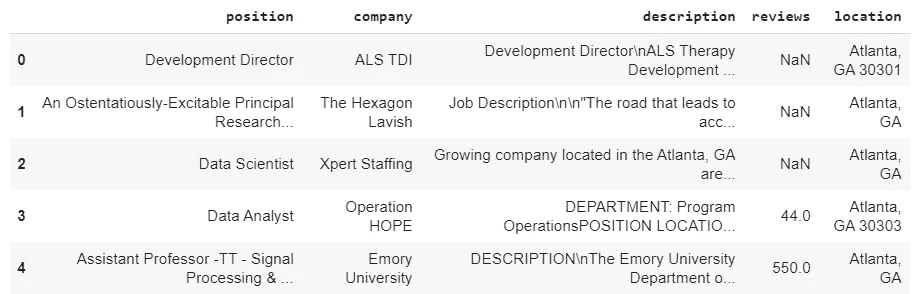 position company description reviews location
0 Development Director ALS TDI Development Director\nALS Therapy Development ... NaN Atlanta, GA 30301
1 An Ostentatiously-Excitable Principal Research... The Hexagon Lavish Job Description\n\n"The road that leads to acc... NaN Atlanta, GA
2 Data Scientist Xpert Staffing Growing company located in the Atlanta, GA are... NaN Atlanta, GA
3 Data Analyst Operation HOPE DEPARTMENT: Program OperationsPOSITION LOCATIO... 44.0 Atlanta, GA 30303
4 Assistant Professor -TT - Signal Processing & ... Emory University DESCRIPTION\nThe Emory University Department o... 550.0 Atlanta, GA